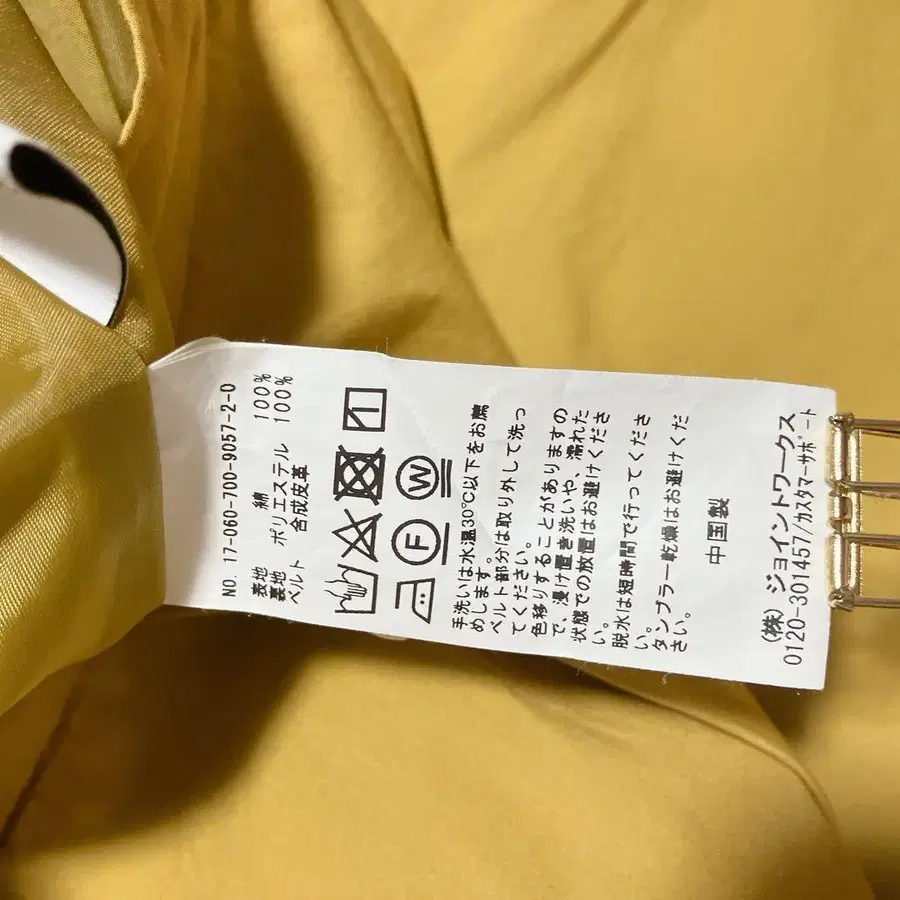 NO. 17-060-700-9057-2-0
表地 綿 100%
裏地 ポリエステル 100%
ベルト 合成皮革
F W
手洗いは水温30℃以下をお薦
めします。
ベルト部分は取り外して洗っ
てください。
色移りすることがありますの
で、浸け置き洗いや、濡れた
状態での放置はお避けくださ
い。
脱水は短時間で行ってくださ
い。
タンブラー乾燥はお避けくだ
さい。
中国製
(株) ジョイントワークス
0120-301457/カスタマーサポート